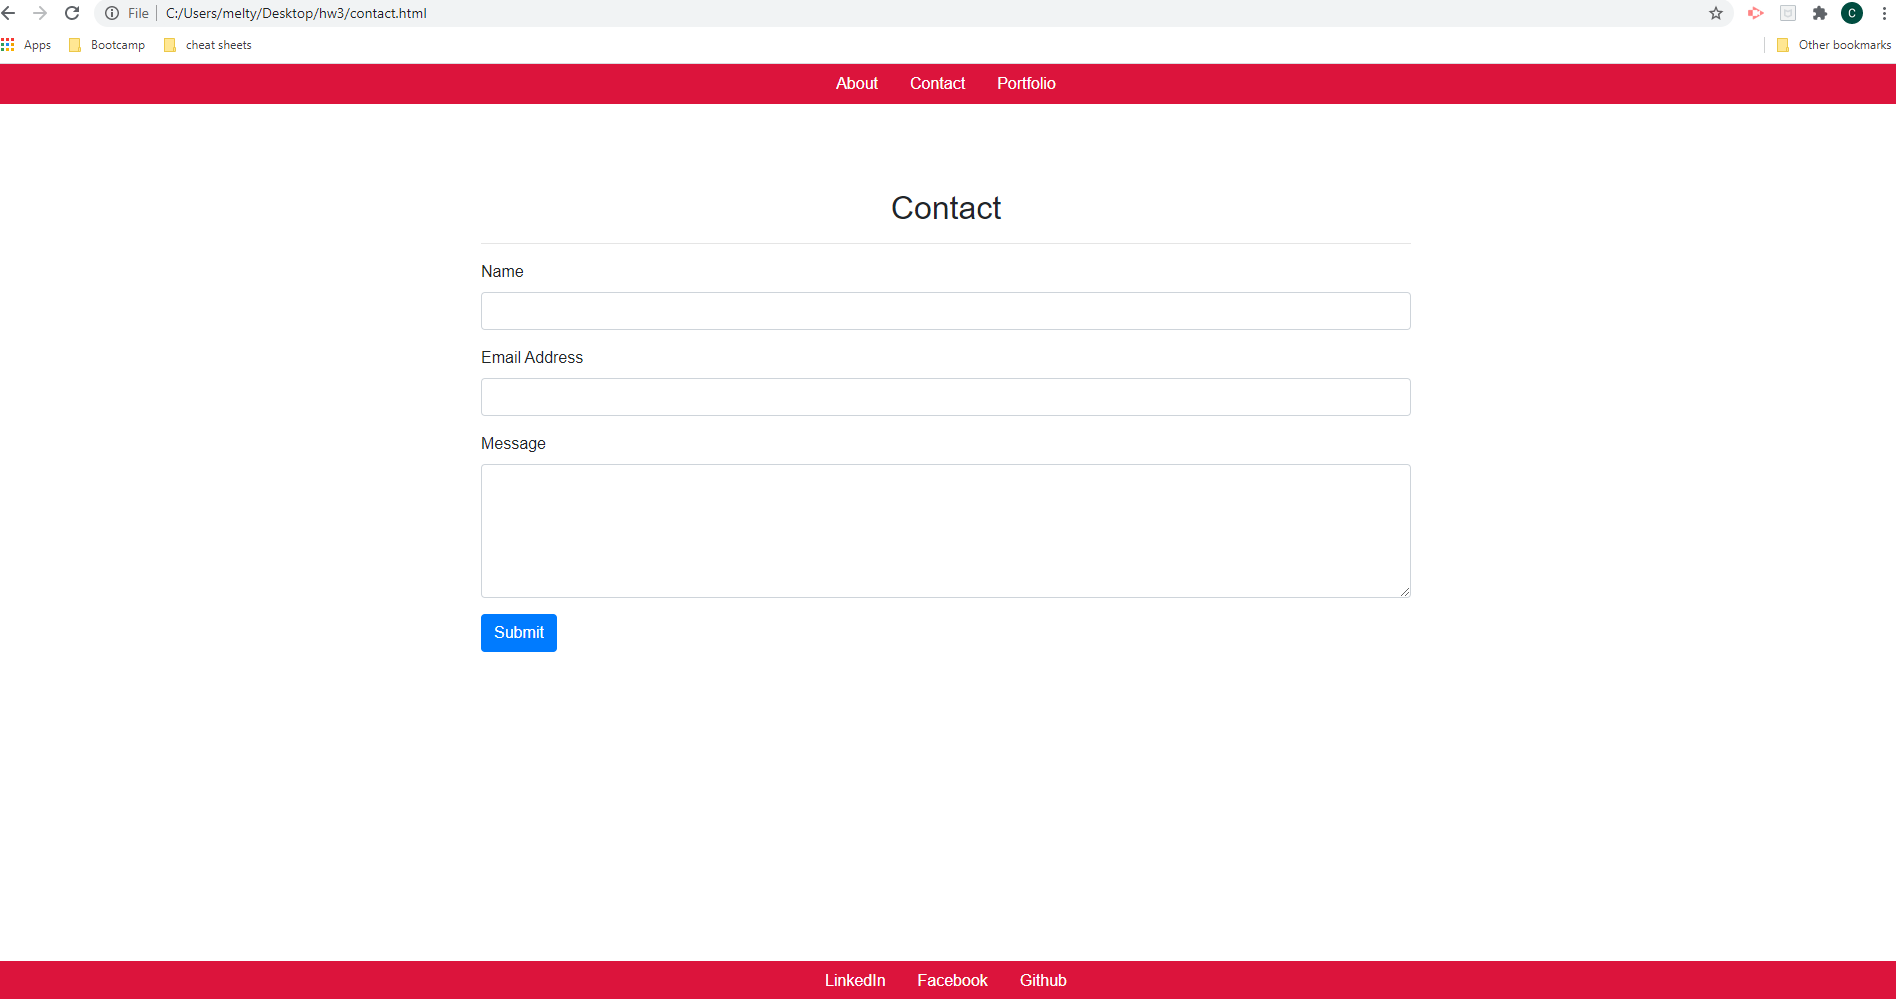 File | C:/Users/melty/Desktop/hw3/contact.html C
Apps Bootcamp cheat sheets Other bookmarks
About Contact Portfolio
Contact
Name
Email Address
Message
Submit
LinkedIn Facebook Github